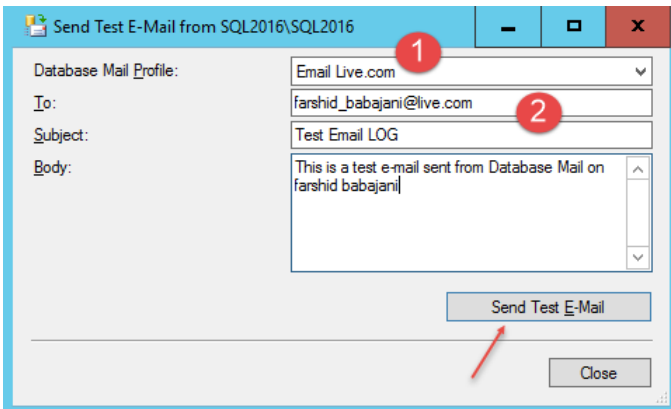 Send Test E-Mail from SQL2016\SQL2016
1
Database Mail Profile:
Email Live.com
To:
farshid_babajani@live.com
2
Subject:
Test Email LOG
Body:
This is a test e-mail sent from Database Mail on
farshid babajani
Send Test E-Mail
Close